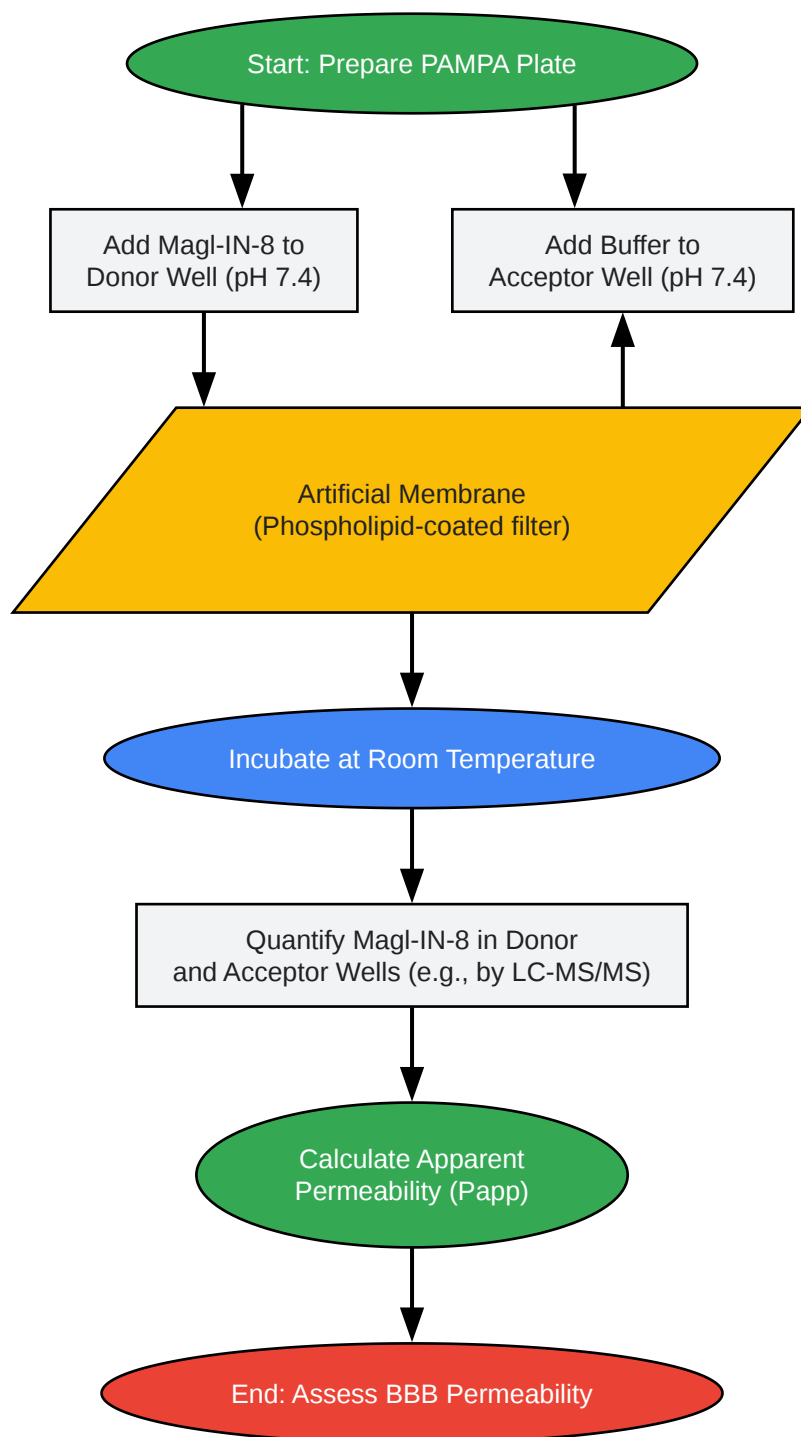 Start: Prepare PAMPA Plate
Add Magl-IN-8 to
Donor Well (pH 7.4)
Add Buffer to
Acceptor Well (pH 7.4)
Artificial Membrane
(Phospholipid-coated filter)
Incubate at Room Temperature
Quantify Magl-IN-8 in Donor
and Acceptor Wells (e.g., by LC-MS/MS)
Calculate Apparent
Permeability (Papp)
End: Assess BBB Permeability